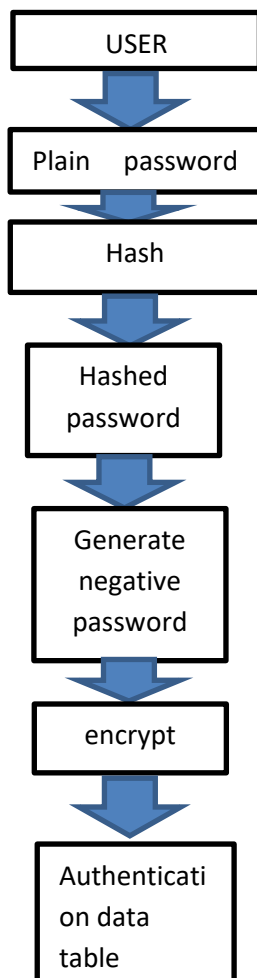 USER
Plain password
Hash
Hashed
password
Generate
negative
password
encrypt
Authenticati
on data
table